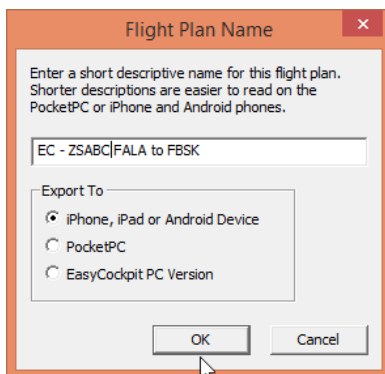 Flight Plan Name
Enter a short descriptive name for this flight plan.
Shorter descriptions are easier to read on the
PocketPC or iPhone and Android phones.
EC - ZSABC FALA to FBSK
Export To
iPhone, iPad or Android Device
PocketPC
EasyCockpit PC Version
OK
Cancel